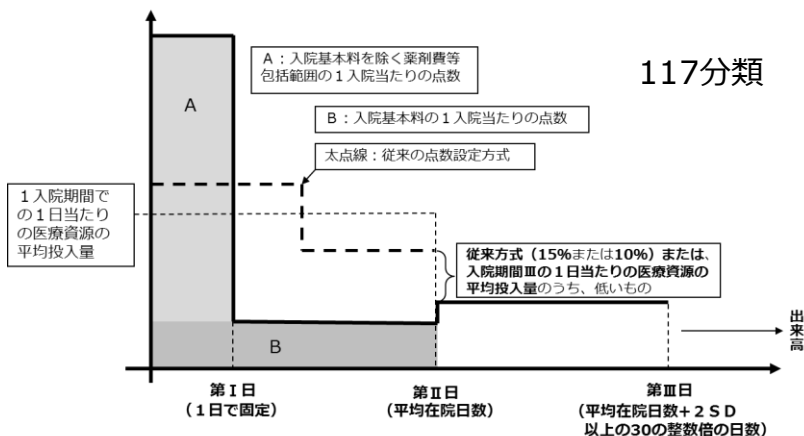 117分類
A：入院基本料を除く薬剤費等
包括範囲の１入院当たりの点数
A
B：入院基本料の１入院当たりの点数
太点線：従来の点数設定方式
１入院期間で
の１日当たり
の医療資源の
平均投入量
従来方式（15%または10%）または、
入院期間Ⅲの１日当たりの医療資源の
平均投入量のうち、低いもの
出来高
B
第Ⅰ日
（１日で固定）
第Ⅱ日
（平均在院日数）
第Ⅲ日
（平均在院日数+２ＳＤ
以上の30の整数倍の日数）